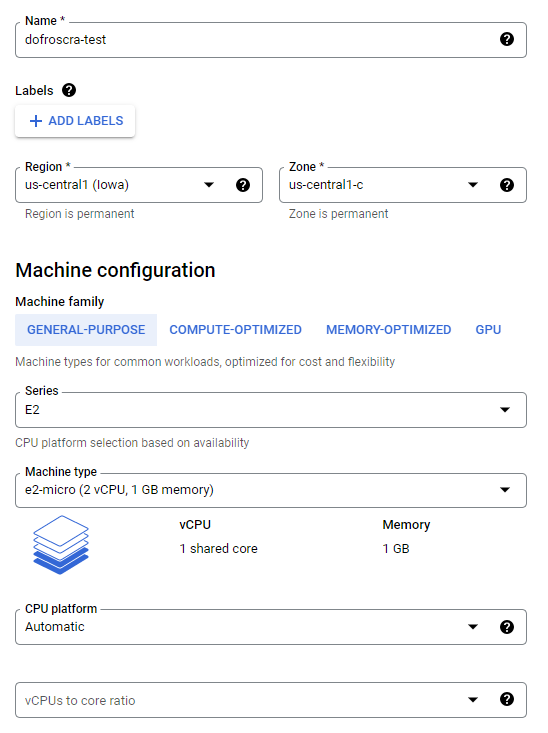 Name *
dofroscra-test
Labels
ADD LABELS
Region *
us-central1 (Iowa)
Region is permanent
Zone *
us-central1-c
Zone is permanent
Machine configuration
Machine family
GENERAL-PURPOSE COMPUTE-OPTIMIZED MEMORY-OPTIMIZED GPU
Machine types for common workloads, optimized for cost and flexibility
Series
E2
CPU platform selection based on availability
Machine type
e2-micro (2 vCPU, 1 GB memory)
vCPU Memory
1 shared core 1 GB
CPU platform
Automatic
vCPUs to core ratio